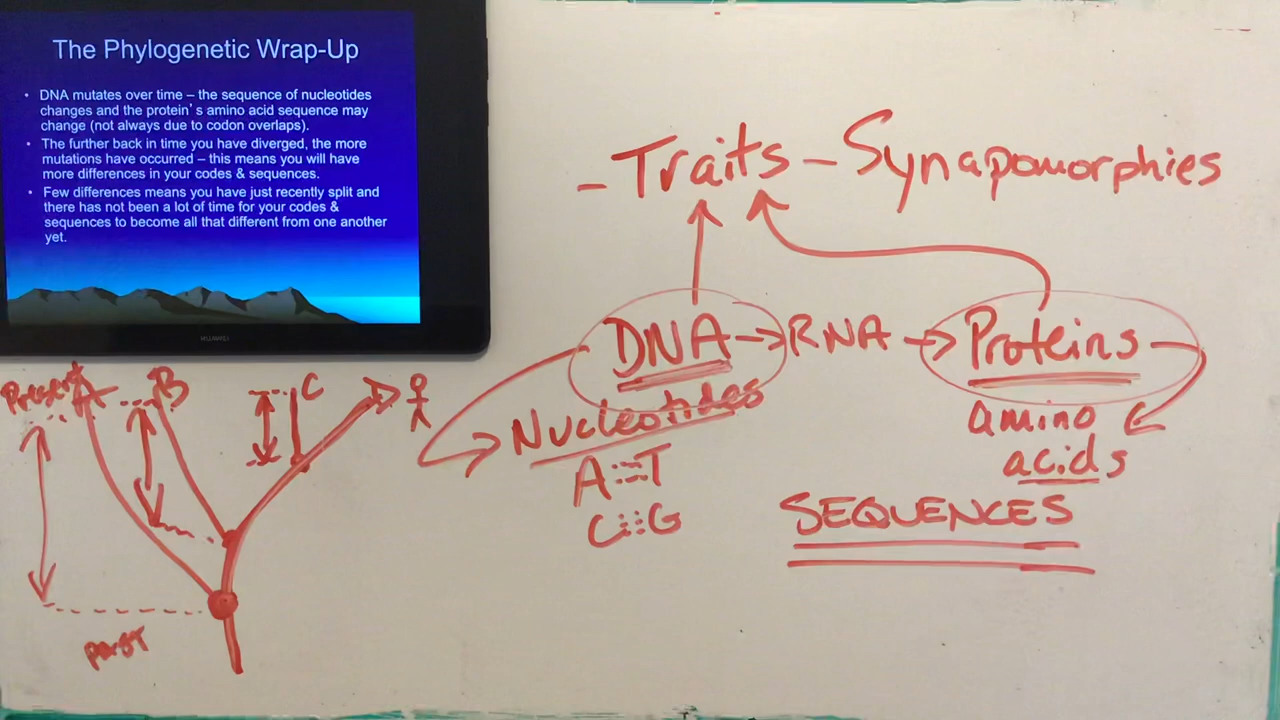 The Phylogenetic Wrap-Up
• DNA mutates over time – the sequence of nucleotides
changes and the protein's amino acid sequence may
change (not always due to codon overlaps).
• The further back in time you have diverged, the more
mutations have occurred – this means you will have
more differences in your codes & sequences.
• Few differences means you have just recently split and
there has not been a lot of time for your codes &
sequences to become all that different from one another
yet.
HUAWEI
- Traits - Synapomorphies
DNA → RNA → Proteins
Nucleotides
A T
C G
amino
acids
SEQUENCES
Present A B C
past